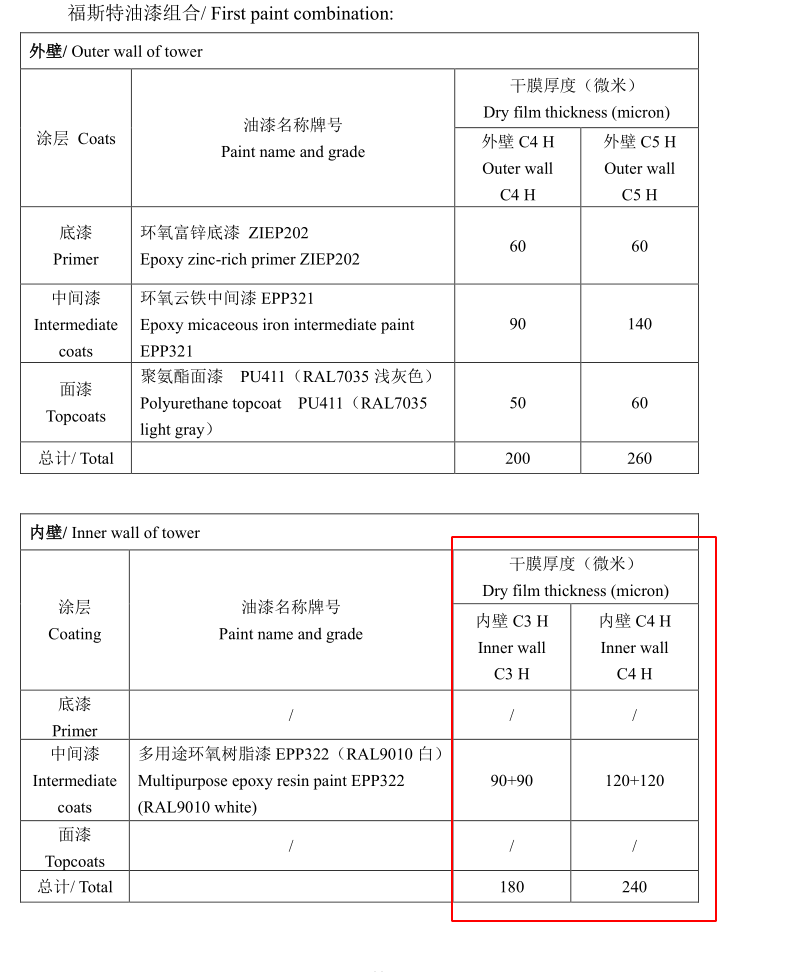 福斯特油漆组合/ First paint combination:
外壁/ Outer wall of tower
涂层 Coats
油漆名称牌号
Paint name and grade
干膜厚度（微米）
Dry film thickness (micron)
外壁 C4 H
Outer wall
C4 H
外壁 C5 H
Outer wall
C5 H
底漆
Primer
环氧富锌底漆 ZIEP202
Epoxy zinc-rich primer ZIEP202
60
60
中间漆
Intermediate
coats
环氧云铁中间漆 EPP321
Epoxy micaceous iron intermediate paint
EPP321
90
140
面漆
Topcoats
聚氨酯面漆 PU411（RAL7035 浅灰色）
Polyurethane topcoat PU411（RAL7035
light gray）
50
60
总计/ Total
200
260
内壁/ Inner wall of tower
涂层
Coating
油漆名称牌号
Paint name and grade
干膜厚度（微米）
Dry film thickness (micron)
内壁 C3 H
Inner wall
C3 H
内壁 C4 H
Inner wall
C4 H
底漆
Primer
/
/
/
中间漆
Intermediate
coats
多用途环氧树脂漆 EPP322（RAL9010 白）
Multipurpose epoxy resin paint EPP322
(RAL9010 white)
90+90
120+120
面漆
Topcoats
/
/
/
总计/ Total
180
240